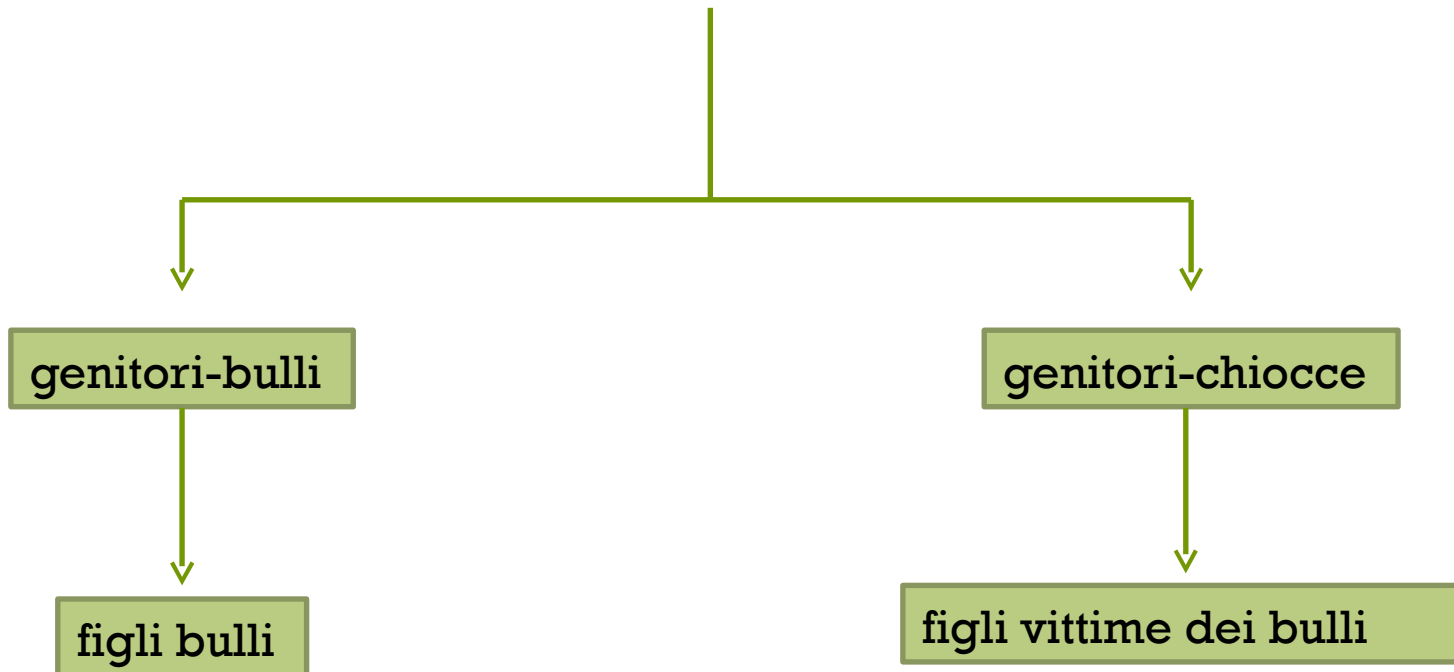 genitori-bulli
genitori-chiocce
figli bulli
figli vittime dei bulli